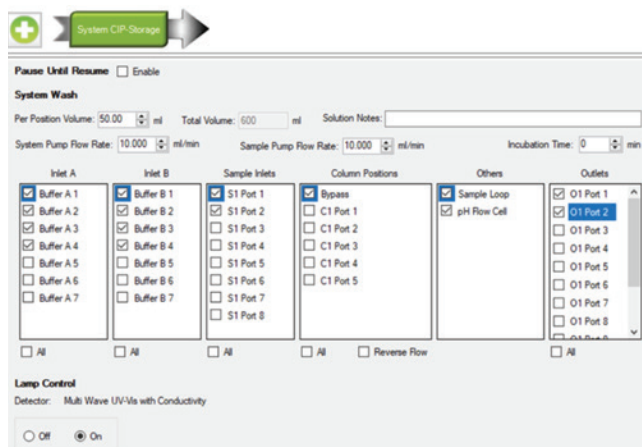 System CIP-Storage
Pause Until Resume Enable
System Wash
Per Position Volume: 50.00 ml Total Volume: 600 ml Solution Notes:
System Pump Flow Rate: 10.000 ml/min Sample Pump Flow Rate: 10.000 ml/min Incubation Time: 0 min
Inlet A Inlet B Sample Inlets Column Positions Others Outlets
Buffer A 1 Buffer B 1 S1 Port 1 Bypass Sample Loop O1 Port 1
Buffer A 2 Buffer B 2 S1 Port 2 C1 Port 1 pH Flow Cell O1 Port 2
Buffer A 3 Buffer B 3 S1 Port 3 C1 Port 2 O1 Port 3
Buffer A 4 Buffer B 4 S1 Port 4 C1 Port 3 O1 Port 4
Buffer A 5 Buffer B 5 S1 Port 5 C1 Port 4 O1 Port 5
Buffer A 6 Buffer B 6 S1 Port 6 C1 Port 5 O1 Port 6
Buffer A 7 Buffer B 7 S1 Port 7 O1 Port 7
S1 Port 8 O1 Port 8
All All All All Reverse Flow All
Lamp Control
Detector: Multi Wave UV-Vis with Conductivity
Off On